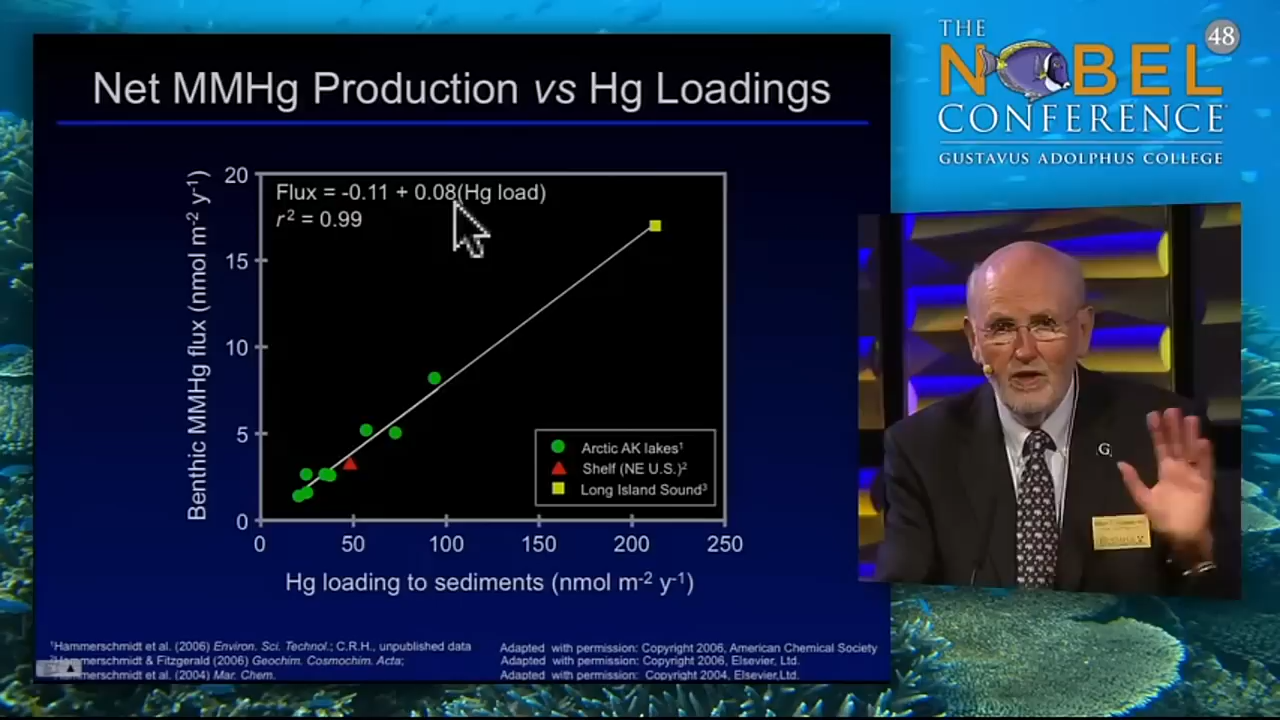 Net MMHg Production vs Hg Loadings
THE
NOBEL
48
CONFERENCE
GUSTAVUS ADOLPHUS COLLEGE
Benthic MMHg flux (nmol m-2 y-1)
20
15
10
5
0
Flux = -0.11 + 0.08(Hg load)
r2 = 0.99
Arctic AK lakes1
Shelf (NE U.S.)2
Long Island Sound3
0 50 100 150 200 250
Hg loading to sediments (nmol m-2 y-1)
G
1Hammerschmidt et al. (2006) Environ. Sci. Technol.; C.R.H., unpublished data
& Fitzgerald (2006) Geochim. Cosmochim. Acta;
et al. (2004) Mar. Chem.
Adapted with permission: Copyright 2006, American Chemical Society
Adapted with permission: Copyright 2006, Elsevier, Ltd.
Adapted with permission: Copyright 2004, Elsevier,Ltd.